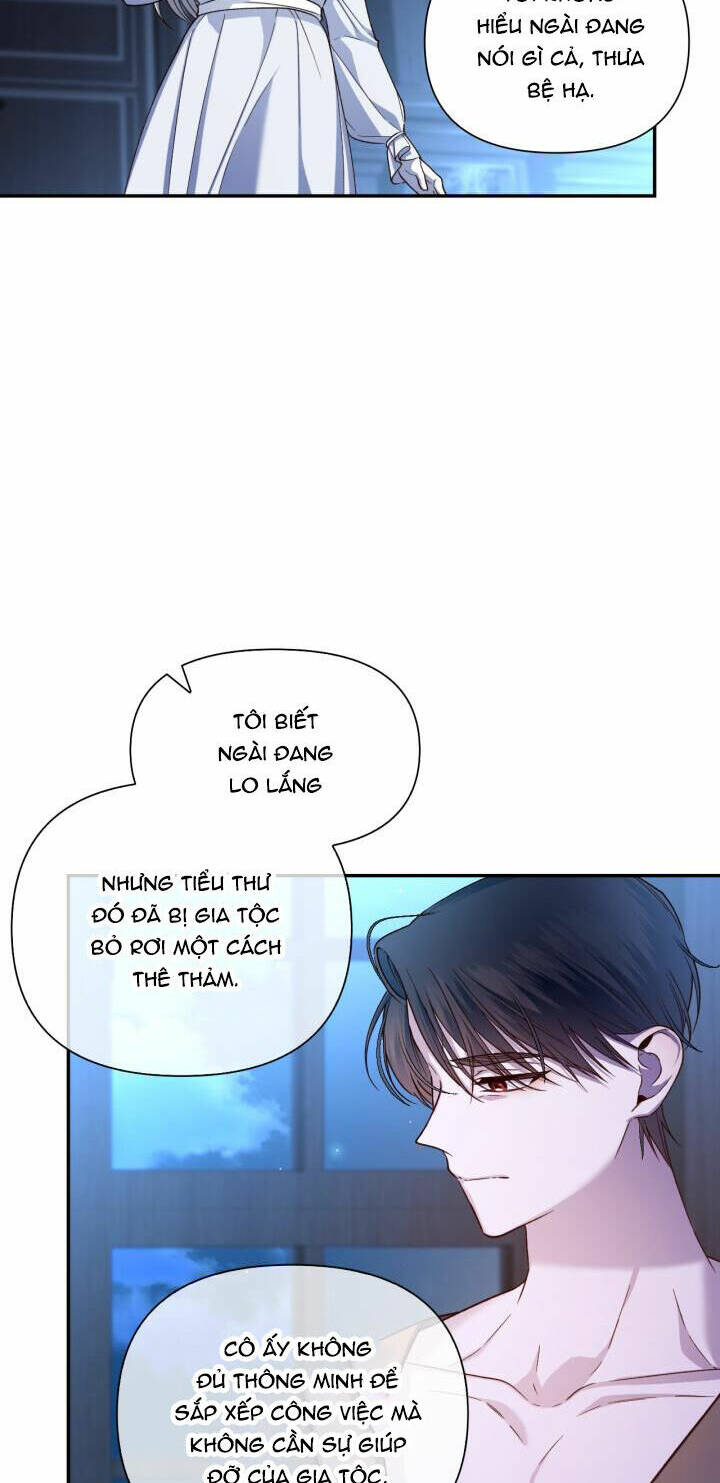 HIỂU NGÀI ĐANG
NÓI GÌ CẢ, THƯA
BỆ HẠ.
TÔI BIẾT
NGÀI ĐANG
LO LẮNG
NHƯNG TIỂU THƯ
ĐÓ ĐÃ BỊ GIA TỘC
BỎ RƠI MỘT CÁCH
THÊ THẢM.
CÔ ẤY KHÔNG
ĐỦ THÔNG MINH ĐỂ
SẮP XẾP CÔNG VIỆC MÀ
KHÔNG CẦN SỰ GIÚP
ĐỠ CỦA GIA TỘC.